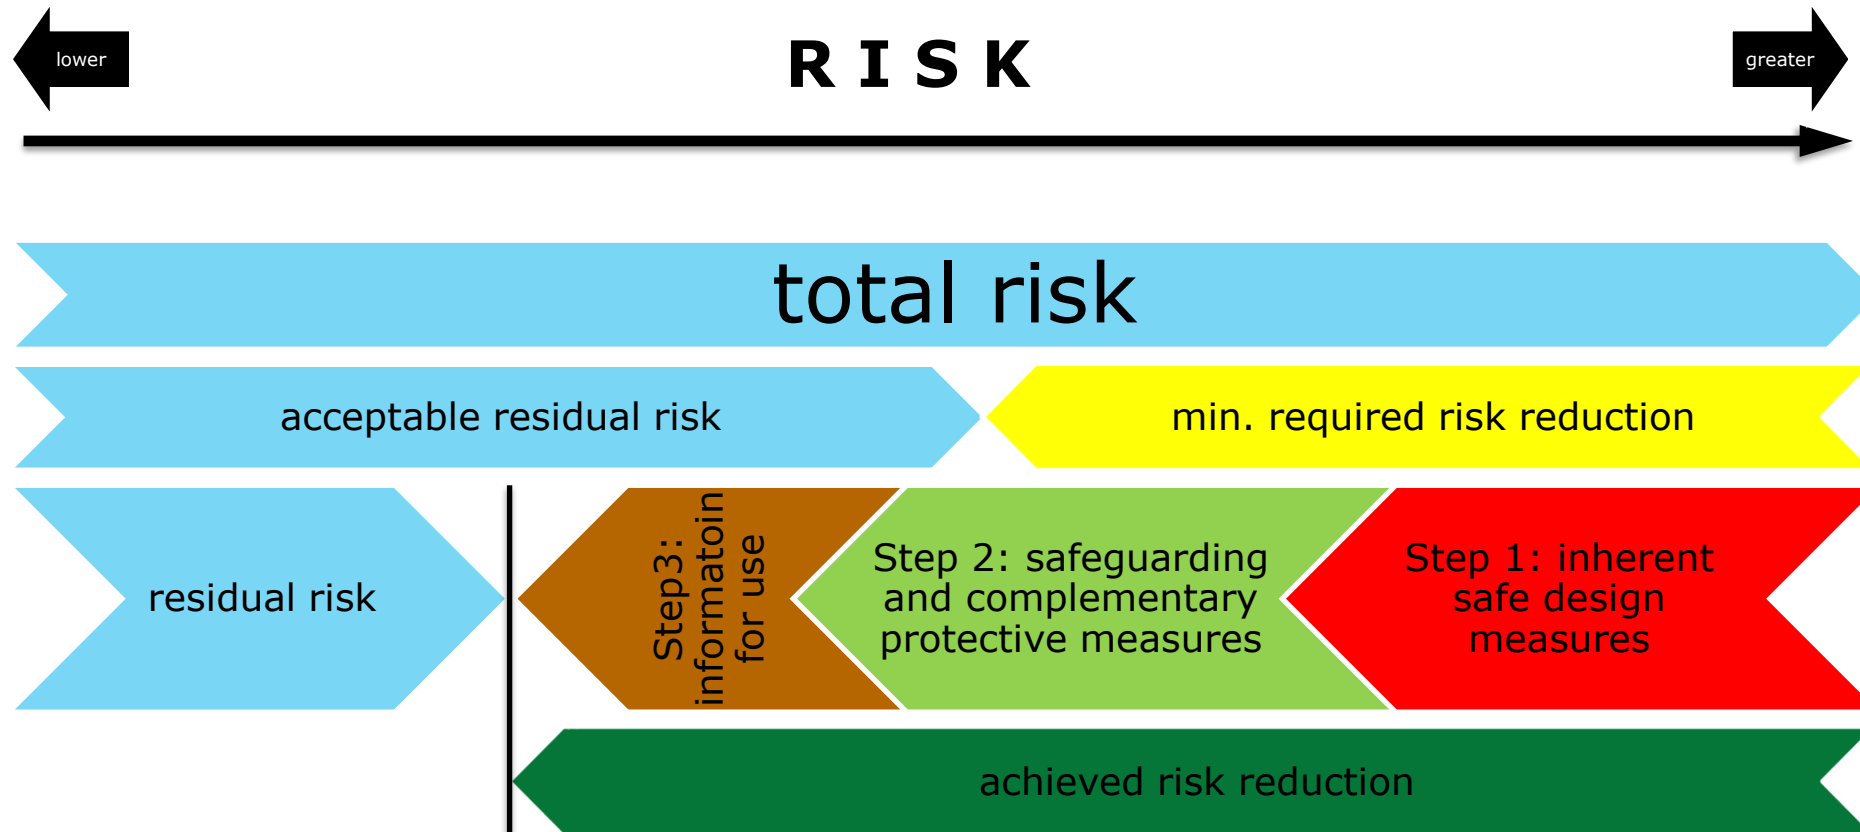 lower
R I S K
greater
total risk
acceptable residual risk
min. required risk reduction
residual risk
Step3:
informatoin
for use
Step 2: safeguarding
and complementary
protective measures
Step 1: inherent
safe design
measures
achieved risk reduction